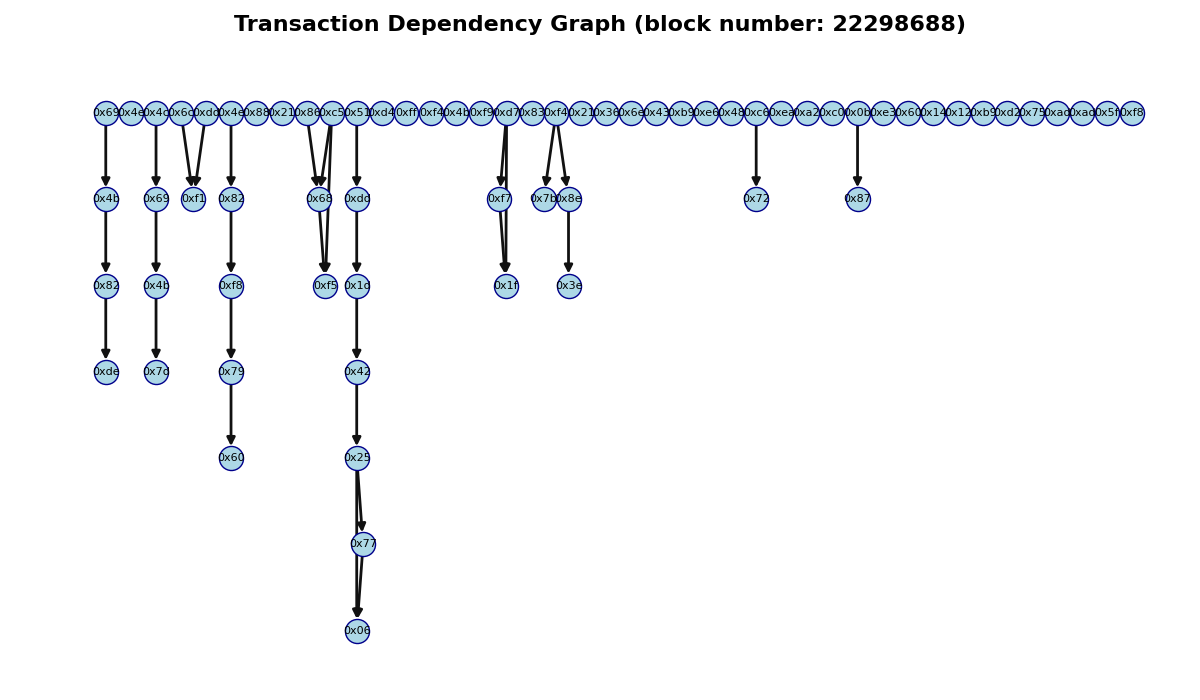 Transaction Dependency Graph (block number: 22298688)
0x69 0x4e 0x4c 0x6c 0xdc 0x4e 0x88 0x21 0x86 0xc5 0x51 0xd4 0xff 0xf4 0x4b 0xf9 0xd7 0x83 0xf4 0x21 0x36 0x6e 0x43 0xb9 0xe6 0x48 0xc6 0xea 0xa2 0xc0 0x0b 0xe3 0x60 0x14 0x12 0xb9 0xd2 0x75 0xac 0xad 0x5f 0xf8
0x4b 0x69 0xf1 0x82 0x68 0xdd 0xf7 0x7b 0x8e 0x72 0x87
0x82 0x4b 0xf8 0xf5 0x1d 0x1f 0x3e
0xde 0x7d 0x79 0x42
0x60 0x25
0x77
0x06